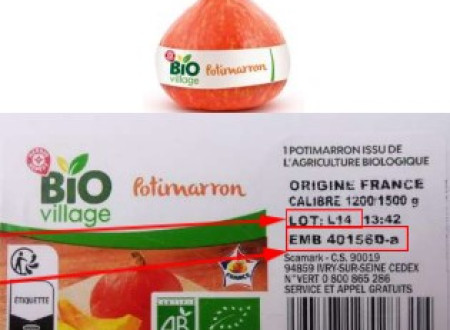 BiO
village
Potimarron
BiO
village
Potimarron
1 POTIMARRON ISSU DE
L'AGRICULTURE BIOLOGIQUE
ORIGINE FRANCE
CALIBRE 1200/1500 g
LOT: L14 13:42
EMB 40156D-a
Scamark - C.S. 90019
94859 IVRY-SUR-SEINE CEDEX
N°VERT 0 800 865 286
SERVICE ET APPEL GRATUITS
ÉTIQUETTE
AB